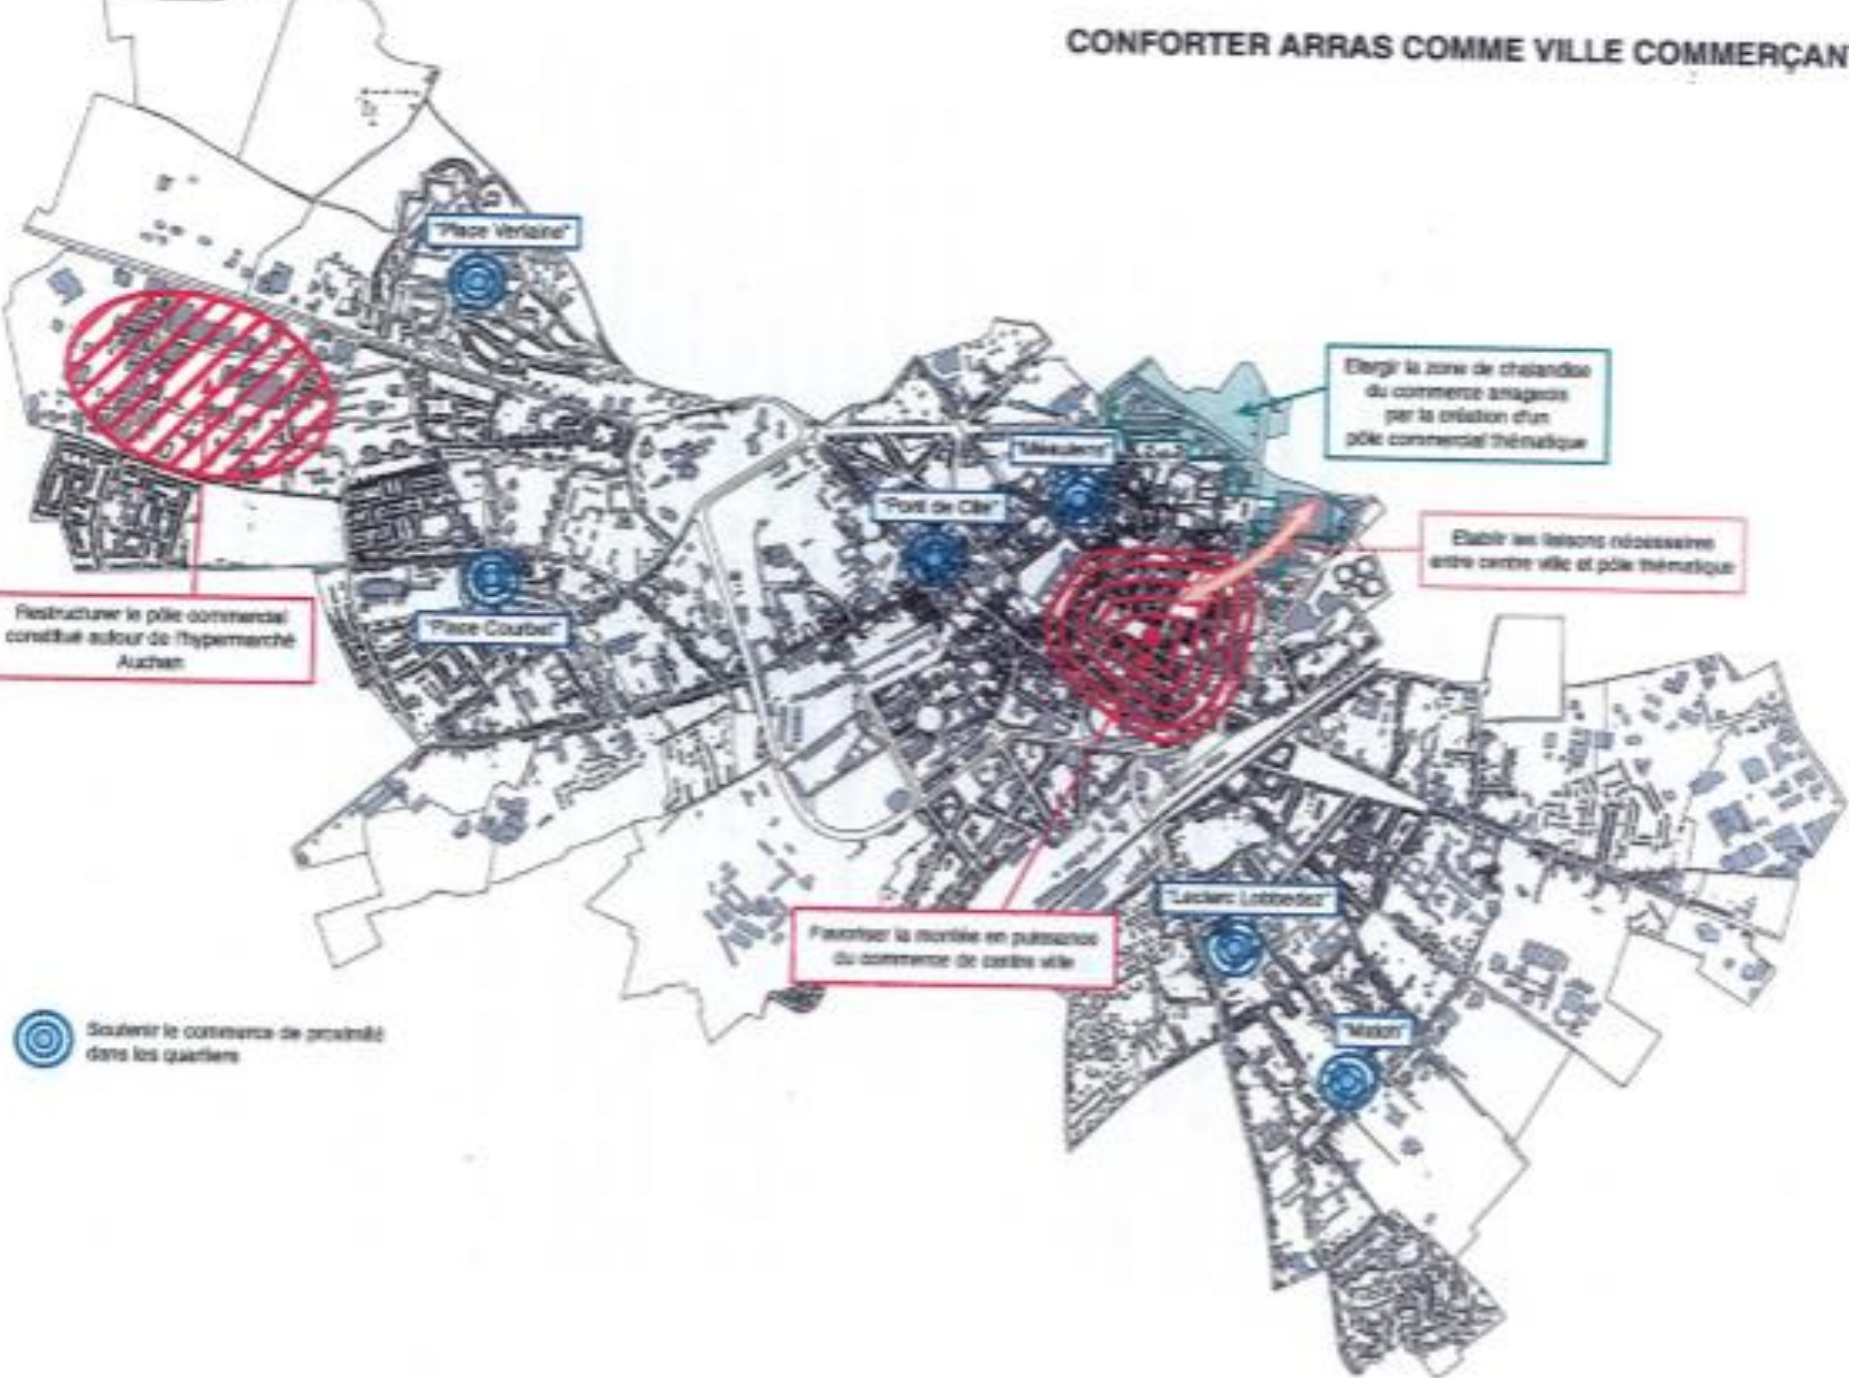 CONFORTER ARRAS COMME VILLE COMMERÇAN
"Place Verlaine"
Elargir la zone de chalandise
du commerce arrageois
par la création d'un
pôle commercial thématique
"Méaulens"
"Pont de Cité"
Etablir les liaisons nécessaires
entre centre ville et pôle thématique
Restructurer le pôle commercial
constitué autour de l'hypermarché
Auchan
"Place Courbet"
"Leclerc Lobbedez"
Favoriser la montée en puissance
du commerce de centre ville
Soutenir le commerce de proximité
dans les quartiers